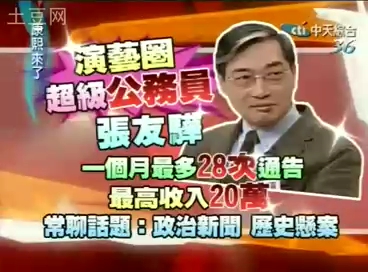 土豆网
康熙來了
cti 中天綜合 36
演藝圈
超級公務員
張友驊
一個月最多28次通告
最高收入20萬
常聊話題：政治新聞 歷史懸案